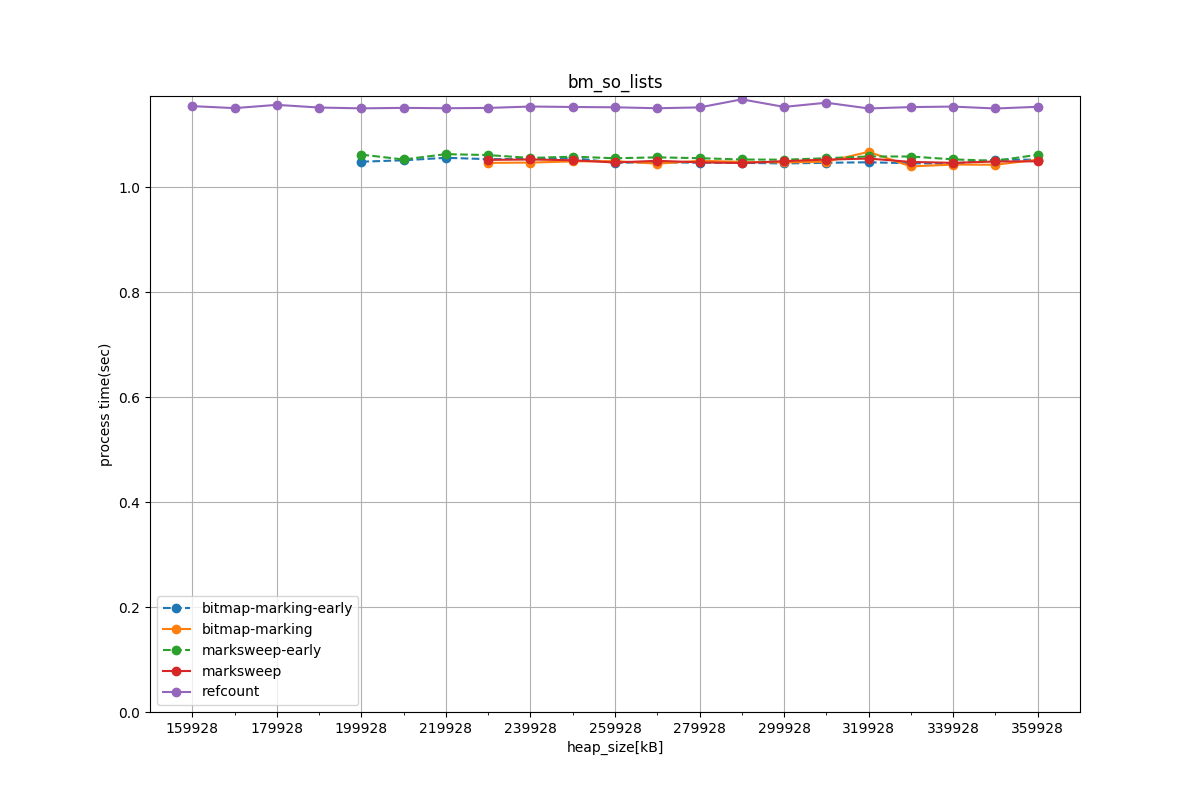 bm_so_lists
1.0
0.8
0.6
0.4
0.2
0.0
process time(sec)
bitmap-marking-early
bitmap-marking
marksweep-early
marksweep
refcount
159928 179928 199928 219928 239928 259928 279928 299928 319928 339928 359928
heap_size[kB]